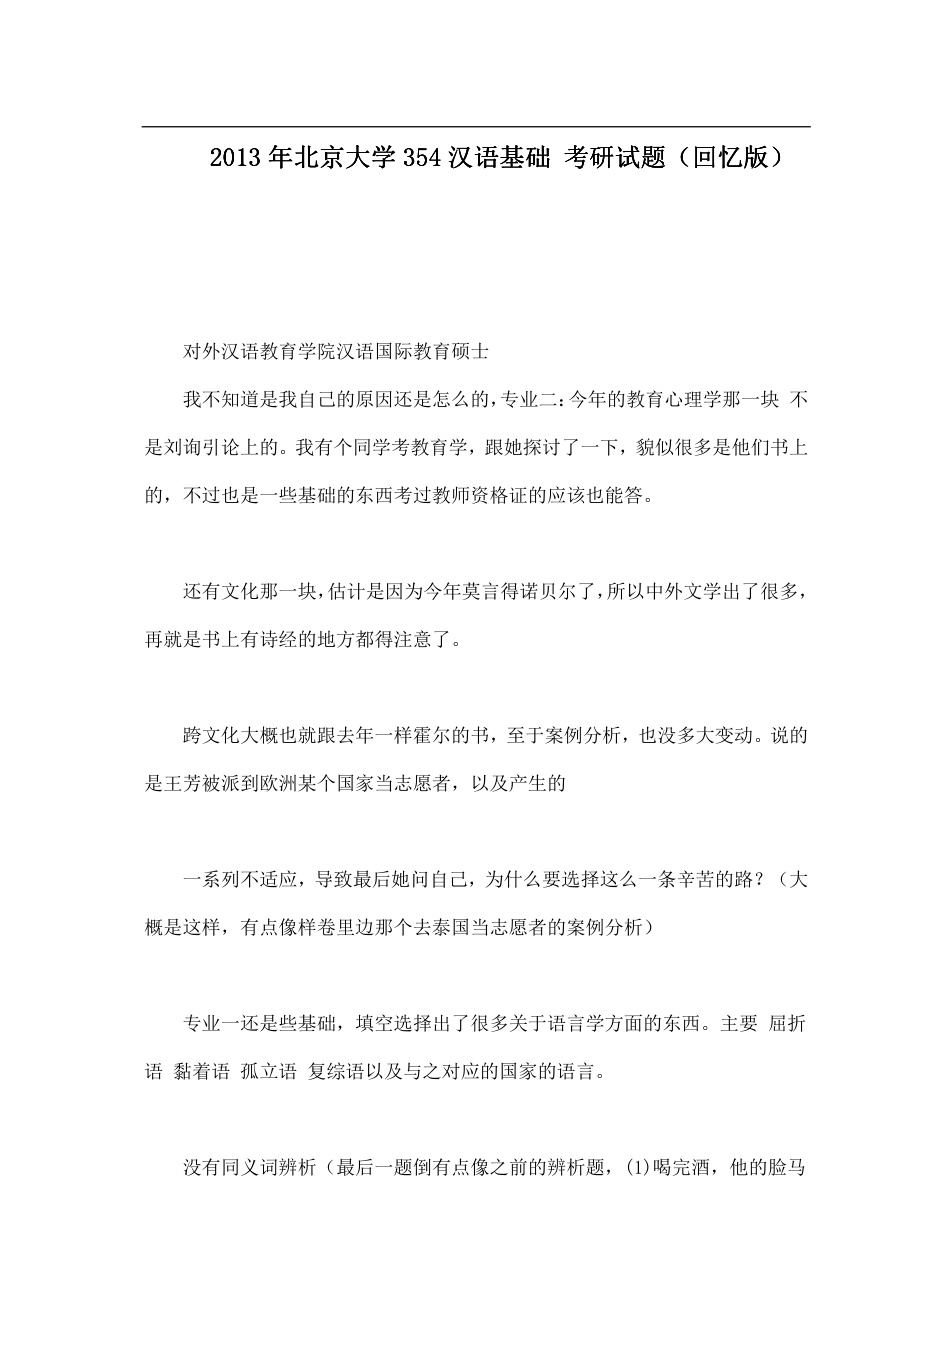 2013 年北京大学 354 汉语基础 考研试题（回忆版）
对外汉语教育学院汉语国际教育硕士
我不知道是我自己的原因还是怎么的，专业二：今年的教育心理学那一块 不
是刘询引论上的。我有个同学考教育学，跟她探讨了一下，貌似很多是他们书上
的，不过也是一些基础的东西考过教师资格证的应该也能答。
还有文化那一块，估计是因为今年莫言得诺贝尔了，所以中外文学出了很多，
再就是书上有诗经的地方都得注意了。
跨文化大概也就跟去年一样霍尔的书，至于案例分析，也没多大变动。说的
是王芳被派到欧洲某个国家当志愿者，以及产生的
一系列不适应，导致最后她问自己，为什么要选择这么一条辛苦的路？（大
概是这样，有点像样卷里边那个去泰国当志愿者的案例分析）
专业一还是些基础，填空选择出了很多关于语言学方面的东西。主要 屈折
语 黏着语 孤立语 复综语以及与之对应的国家的语言。
没有同义词辨析（最后一题倒有点像之前的辨析题，(1)喝完酒，他的脸马